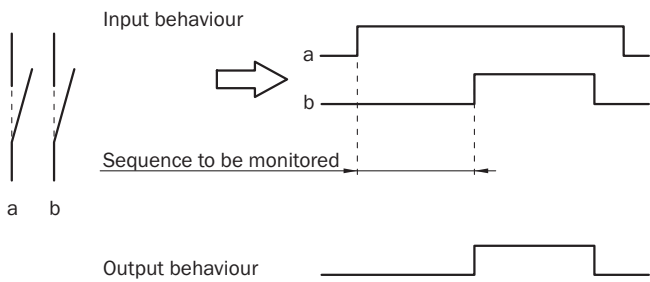 Input behaviour
a
b
Sequence to be monitored
a b
Output behaviour